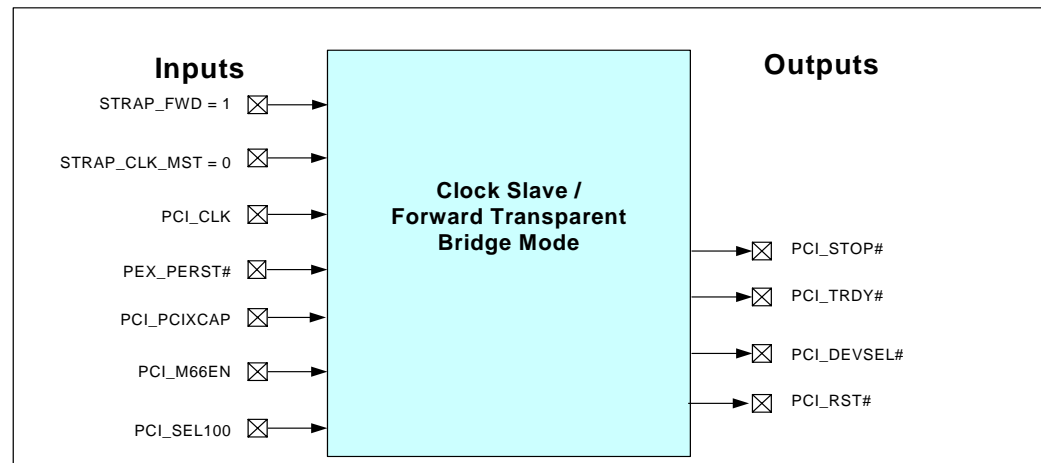 Inputs
STRAP_FWD = 1
STRAP_CLK_MST = 0
PCI_CLK
PEX_PERST#
PCI_PCIXCAP
PCI_M66EN
PCI_SEL100
Clock Slave /
Forward Transparent
Bridge Mode
Outputs
PCI_STOP#
PCI_TRDY#
PCI_DEVSEL#
PCI_RST#